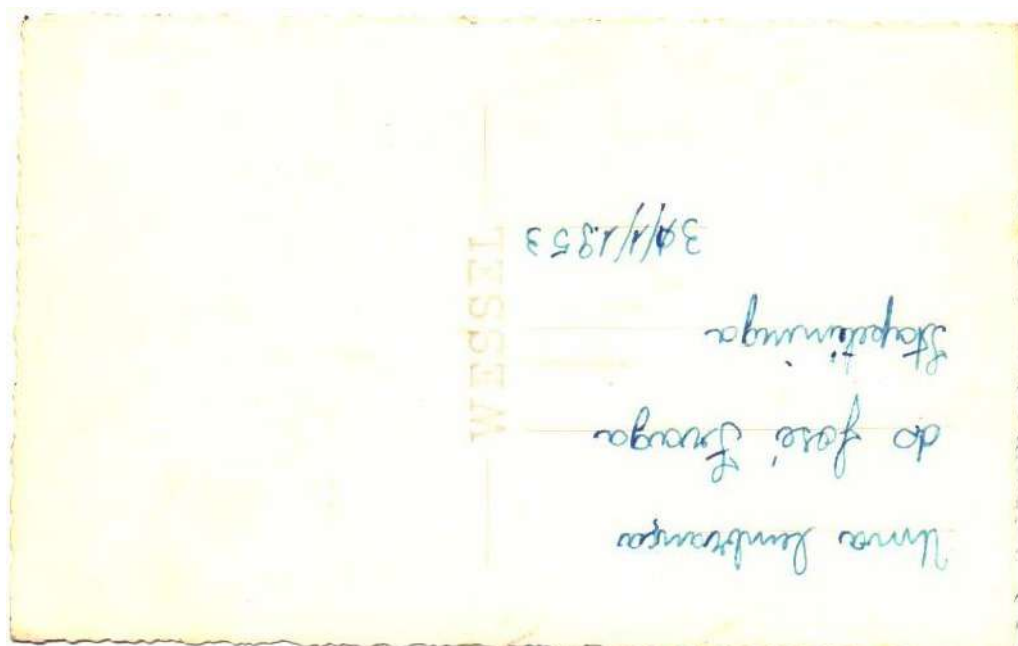 Uma lembrança
do José Fraga
Itapetininga
30/1/1953
WESSEL